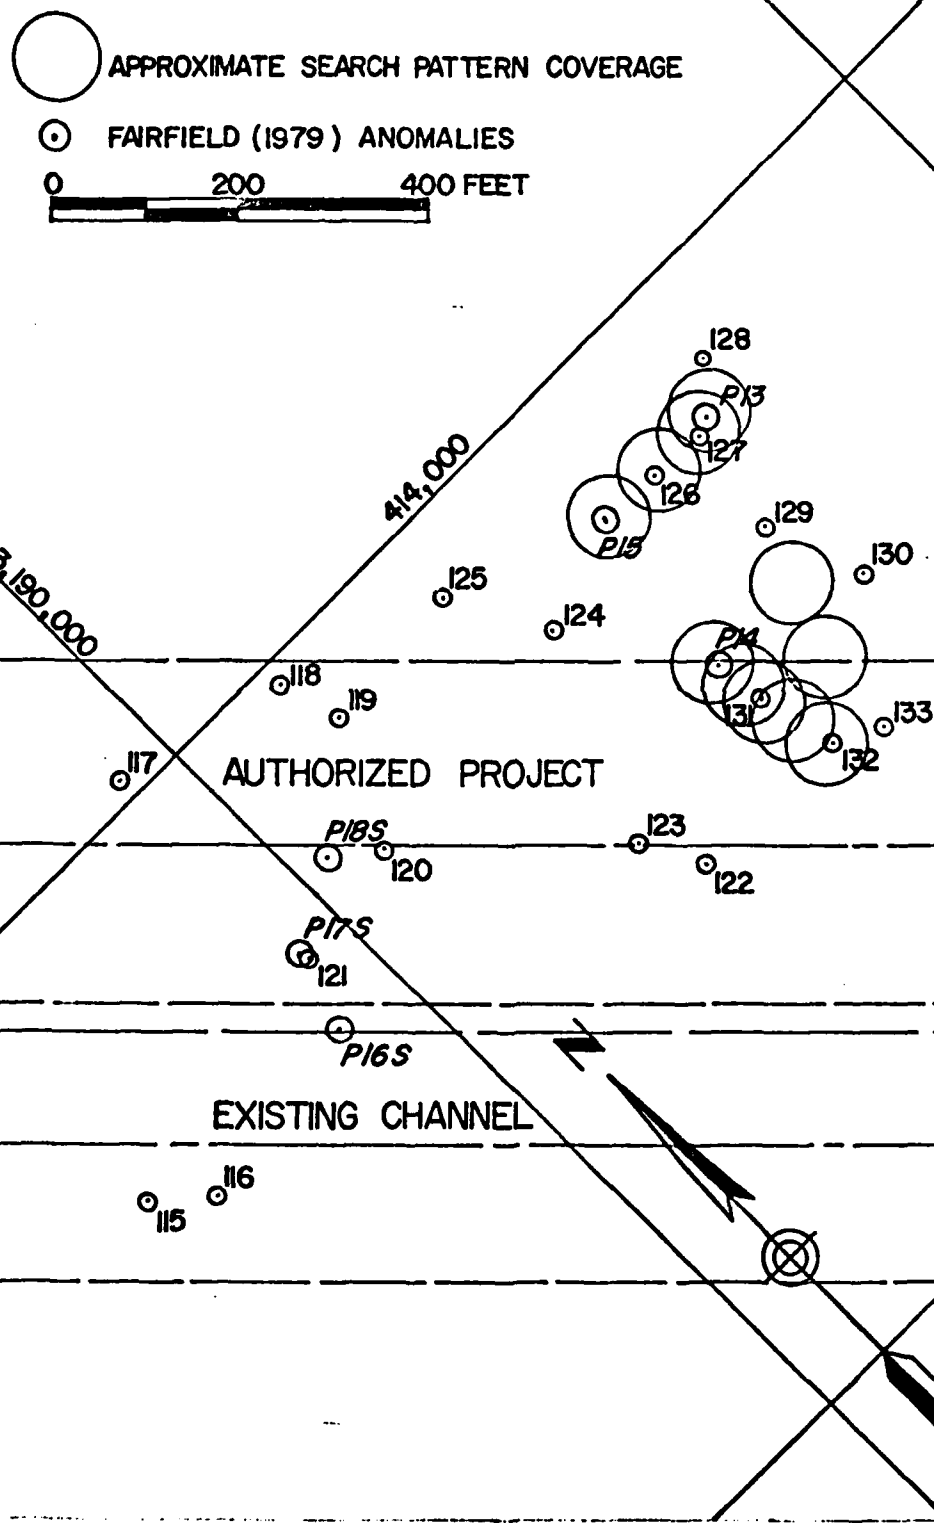 APPROXIMATE SEARCH PATTERN COVERAGE
FAIRFIELD (1979) ANOMALIES
0 200 400 FEET
128
P13
127
414,000
126
P15
129
130
3,190,000
125
124
P14
118
119
131
133
117
132
AUTHORIZED PROJECT
P18S
123
120
122
P17S
121
N
P16S
EXISTING CHANNEL
116
115